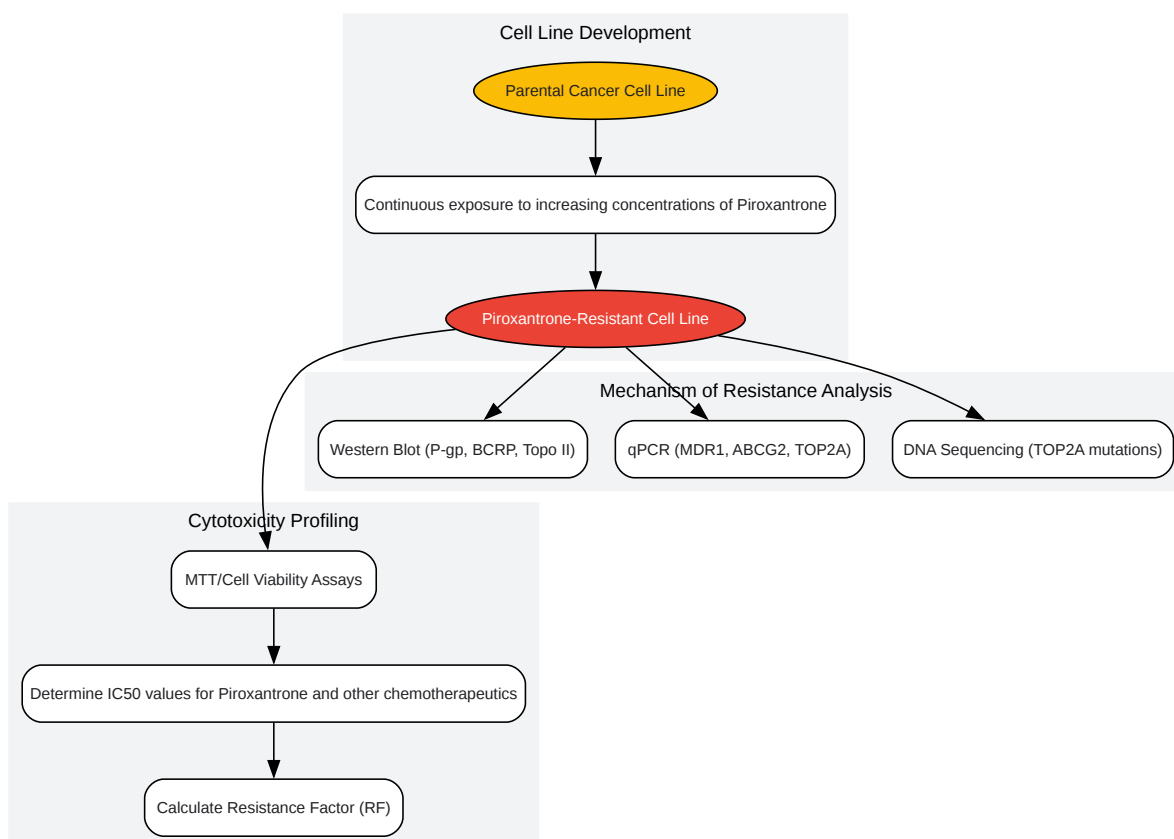 Cell Line Development
Parental Cancer Cell Line
Continuous exposure to increasing concentrations of Piroxantrone
Piroxantrone-Resistant Cell Line
Mechanism of Resistance Analysis
Western Blot (P-gp, BCRP, Topo II)
qPCR (MDR1, ABCG2, TOP2A)
DNA Sequencing (TOP2A mutations)
Cytotoxicity Profiling
MTT/Cell Viability Assays
Determine IC50 values for Piroxantrone and other chemotherapeutics
Calculate Resistance Factor (RF)